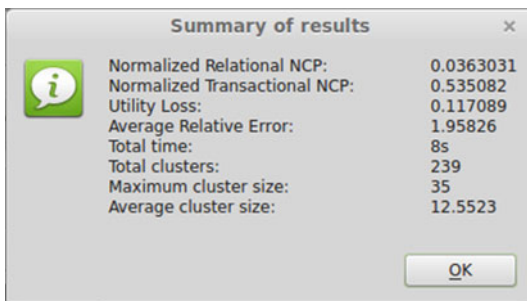 Summary of results
×
Normalized Relational NCP: 0.0363031
Normalized Transactional NCP: 0.535082
Utility Loss: 0.117089
Average Relative Error: 1.95826
Total time: 8s
Total clusters: 239
Maximum cluster size: 35
Average cluster size: 12.5523
OK